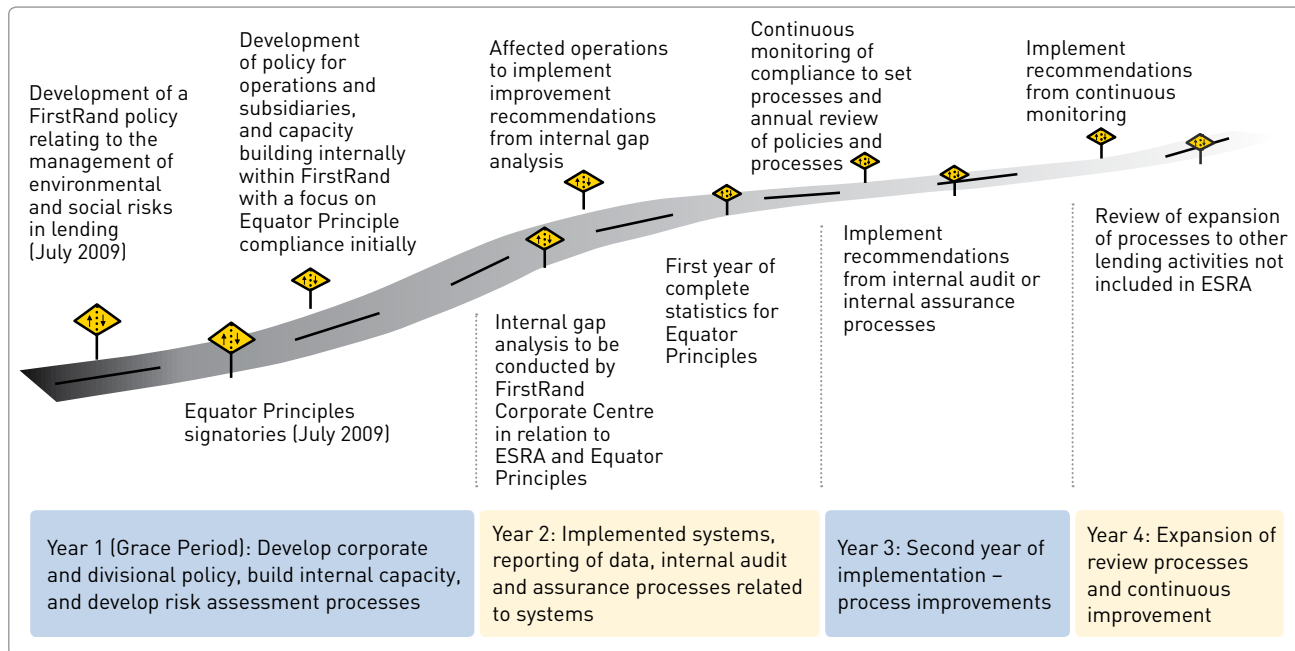 Development of a
FirstRand policy
relating to the
management of
environmental
and social risks
in lending
(July 2009)
Development
of policy for
operations and
subsidiaries,
and capacity
building internally
within FirstRand
with a focus on
Equator Principle
compliance initially
Affected operations
to implement
improvement
recommendations
from internal gap
analysis
Continuous
monitoring of
compliance to set
processes and
annual review
of policies and
processes
Implement
recommendations
from continuous
monitoring
Equator Principles
signatories (July 2009)
Internal gap
analysis to be
conducted by
FirstRand
Corporate Centre
in relation to
ESRA and Equator
Principles
First year of
complete
statistics for
Equator
Principles
Implement
recommendations
from internal audit or
internal assurance
processes
Review of expansion
of processes to other
lending activities not
included in ESRA
Year 1 (Grace Period): Develop corporate
and divisional policy, build internal capacity,
and develop risk assessment processes
Year 2: Implemented systems,
reporting of data, internal audit
and assurance processes related
to systems
Year 3: Second year of
implementation –
process improvements
Year 4: Expansion of
review processes
and continuous
improvement